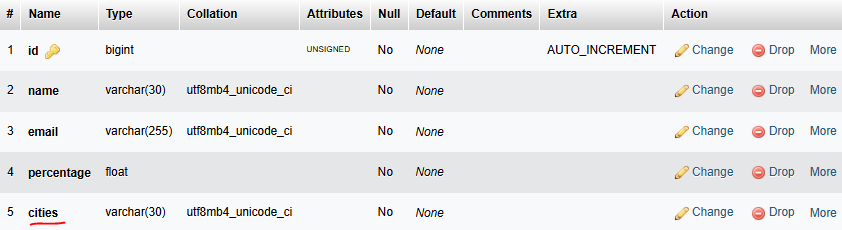 # Name Type Collation Attributes Null Default Comments Extra Action
1 id bigint UNSIGNED No None AUTO_INCREMENT Change Drop More
2 name varchar(30) utf8mb4_unicode_ci No None Change Drop More
3 email varchar(255) utf8mb4_unicode_ci No None Change Drop More
4 percentage float No None Change Drop More
5 cities varchar(30) utf8mb4_unicode_ci No None Change Drop More